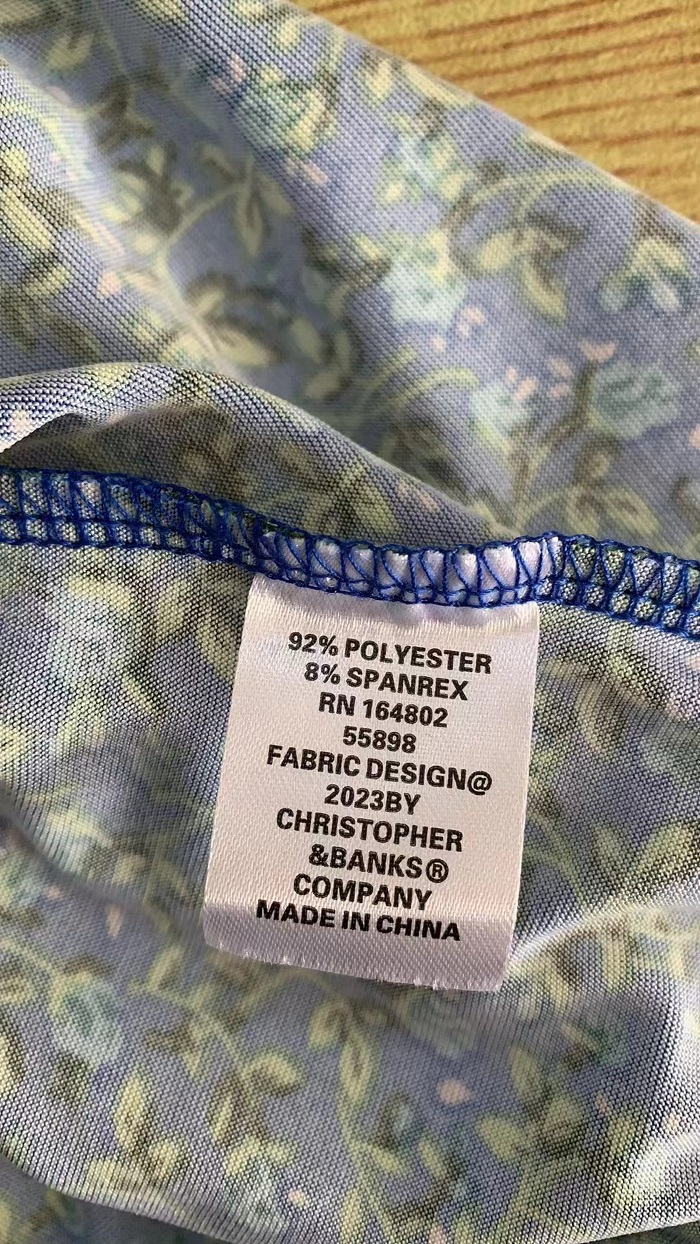 92% POLYESTER
8% SPANREX
RN 164802
55898
FABRIC DESIGN@
2023BY
CHRISTOPHER
&BANKS®
COMPANY
MADE IN CHINA